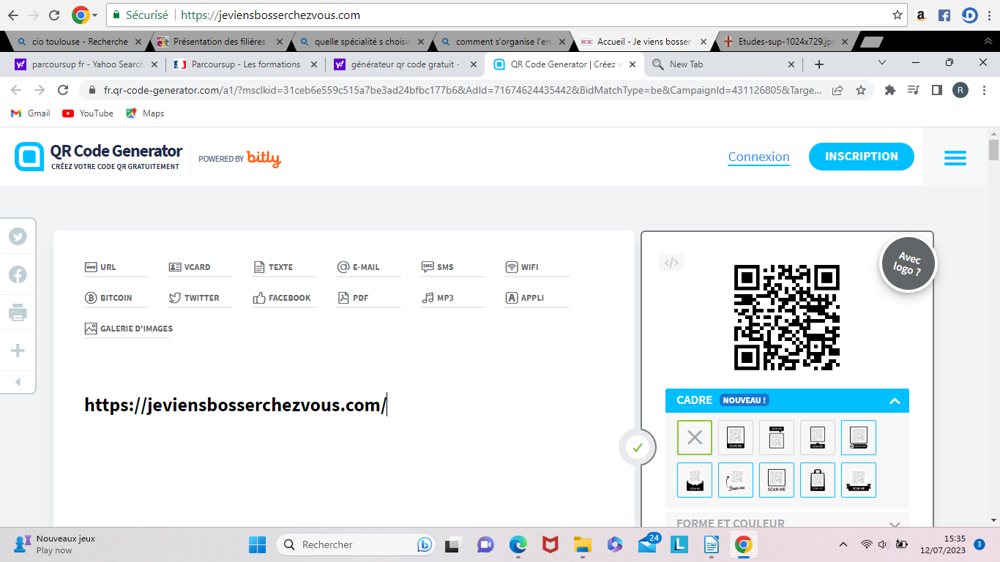 Sécurisé https://jeviensbosserchezvous.com
cio toulouse - Recherche
Présentation des filières
quelle spécialité s choisir
comment s'organise l'ens
Accueil - Je viens bosser
Etudes-sup-1024x729.jpg
parcoursup fr - Yahoo Search
Parcoursup - Les formations
générateur qr code gratuit -
QR Code Generator | Créez v
New Tab
fr.qr-code-generator.com/a1/?msclkid=31ceb6e559c515a7be3ad24bfbc177b6&AdId=71674624435442&BidMatchType=be&CampaignId=431126805&Targe...
R
Gmail
YouTube
Maps
QR Code Generator
CRÉEZ VOTRE CODE QR GRATUITEMENT
POWERED BY bitly
Connexion
INSCRIPTION
URL
VCARD
TEXTE
E-MAIL
SMS
WIFI
BITCOIN
TWITTER
FACEBOOK
PDF
MP3
APPLI
GALERIE D'IMAGES
https://jeviensbosserchezvous.com/
Avec
logo ?
CADRE NOUVEAU !
SCAN ME
Scan me
SCAN ME
FORME ET COULEUR
Nouveaux jeux
Play now
Rechercher
24
15:35
12/07/2023
3